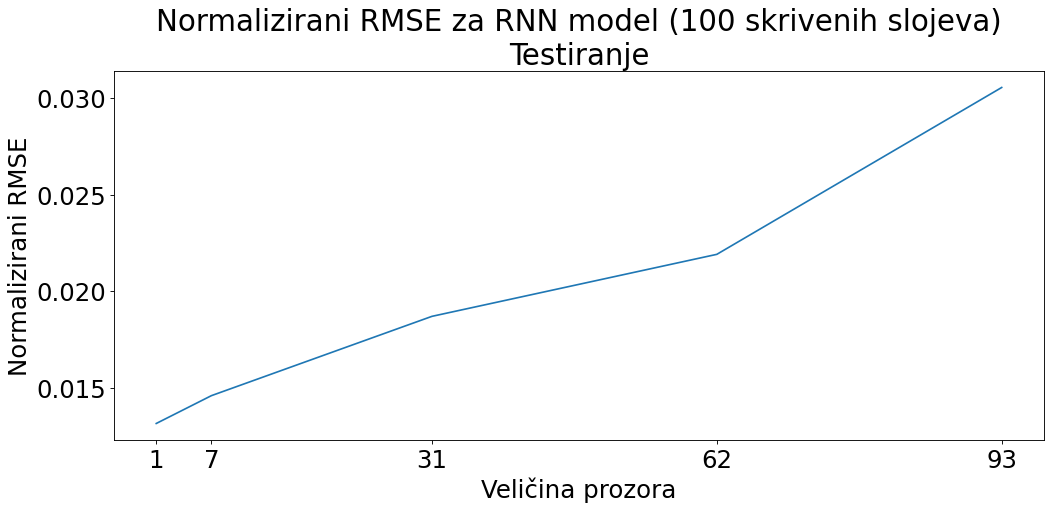 Normalizirani RMSE za RNN model (100 skrivenih slojeva)
Testiranje
Normalizirani RMSE
0.030
0.025
0.020
0.015
1 7 31 62 93
Veličina prozora